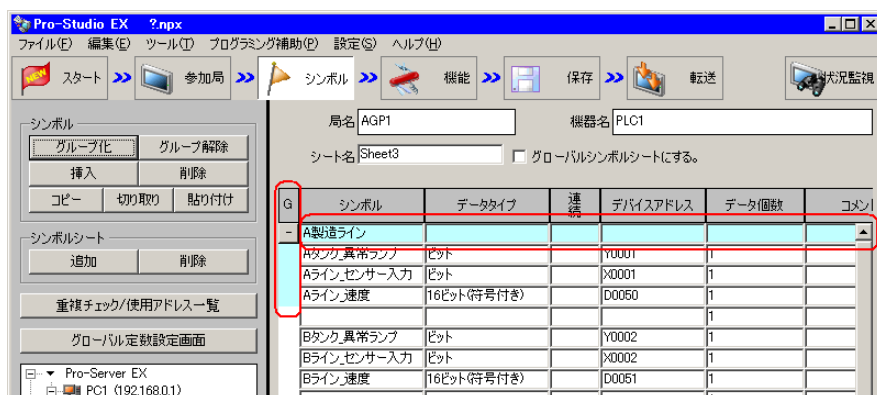 Pro-Studio EX ?.npx
ファイル(F) 編集(E) ツール(T) プログラミング補助(P) 設定(S) ヘルプ(H)
NEW スタート 参加局 シンボル 機能 保存 転送 状況監視
局名 AGP1 機器名 PLC1
シート名 Sheet3 グローバルシンボルシートにする。
シンボル
グループ化 グループ解除
挿入 削除
コピー 切り取り 貼り付け
シンボルシート
追加 削除
重複チェック/使用アドレス一覧
グローバル定数設定画面
Pro-Server EX
PC1 (192.168.0.1)
G シンボル データタイプ 連続 デバイスアドレス データ個数 コメン
- A製造ライン
Aタンク_異常ランプ ビット Y0001 1
Aライン_センサー入力 ビット X0001 1
Aライン_速度 16ビット(符号付き) D0050 1
1
Bタンク_異常ランプ ビット Y0002 1
Bライン_センサー入力 ビット X0002 1
Bライン_速度 16ビット(符号付き) D0051 1